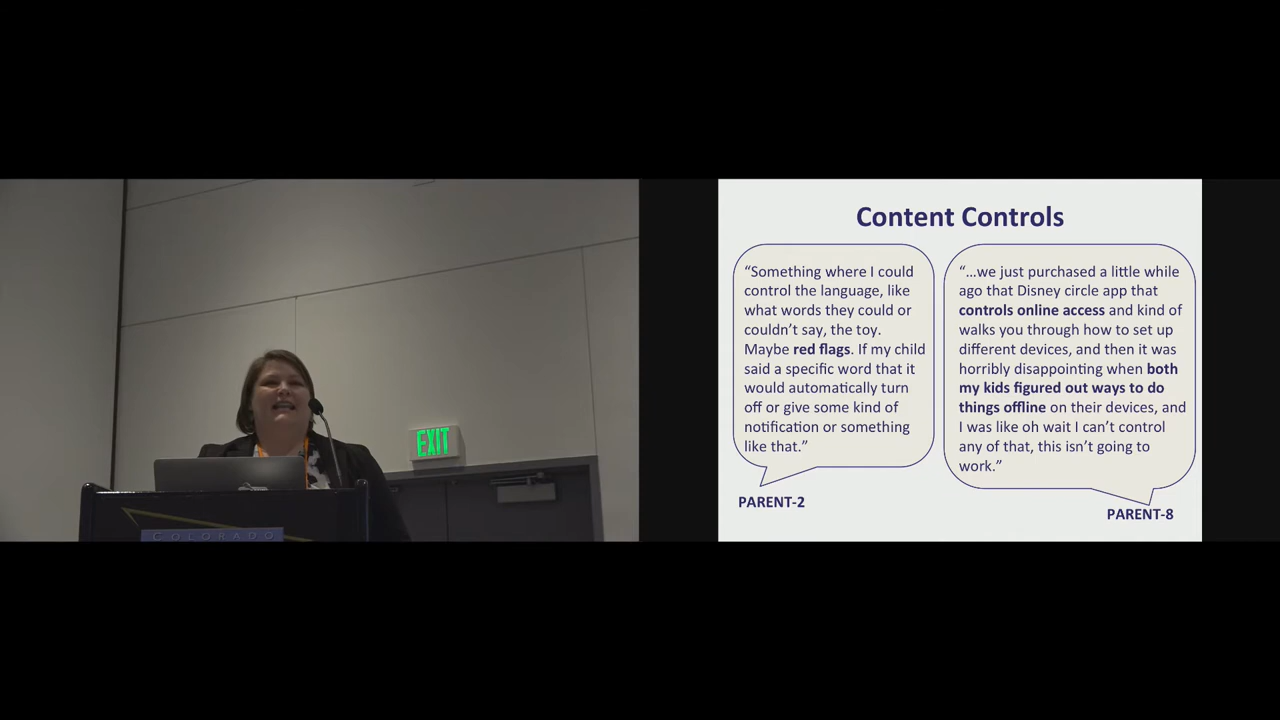 EXIT
COLORADO
Content Controls
“Something where I could
control the language, like
what words they could or
couldn’t say, the toy.
Maybe red flags. If my child
said a specific word that it
would automatically turn
off or give some kind of
notification or something
like that.”
PARENT-2
“...we just purchased a little while
ago that Disney circle app that
controls online access and kind of
walks you through how to set up
different devices, and then it was
horribly disappointing when both
my kids figured out ways to do
things offline on their devices, and
I was like oh wait I can’t control
any of that, this isn’t going to
work.”
PARENT-8